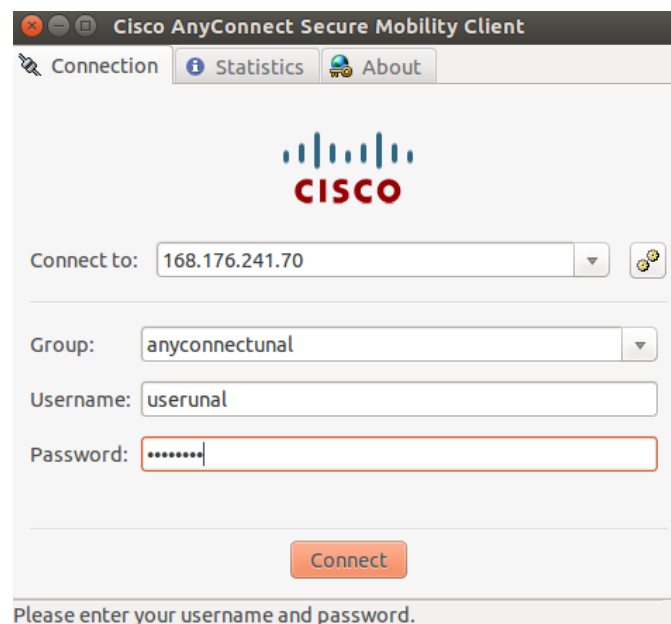 Cisco AnyConnect Secure Mobility Client
Connection Statistics About
CISCO
Connect to: 168.176.241.70
Group: anyconnectunal
Username: userunal
Password: ••••••••
Connect
Please enter your username and password.